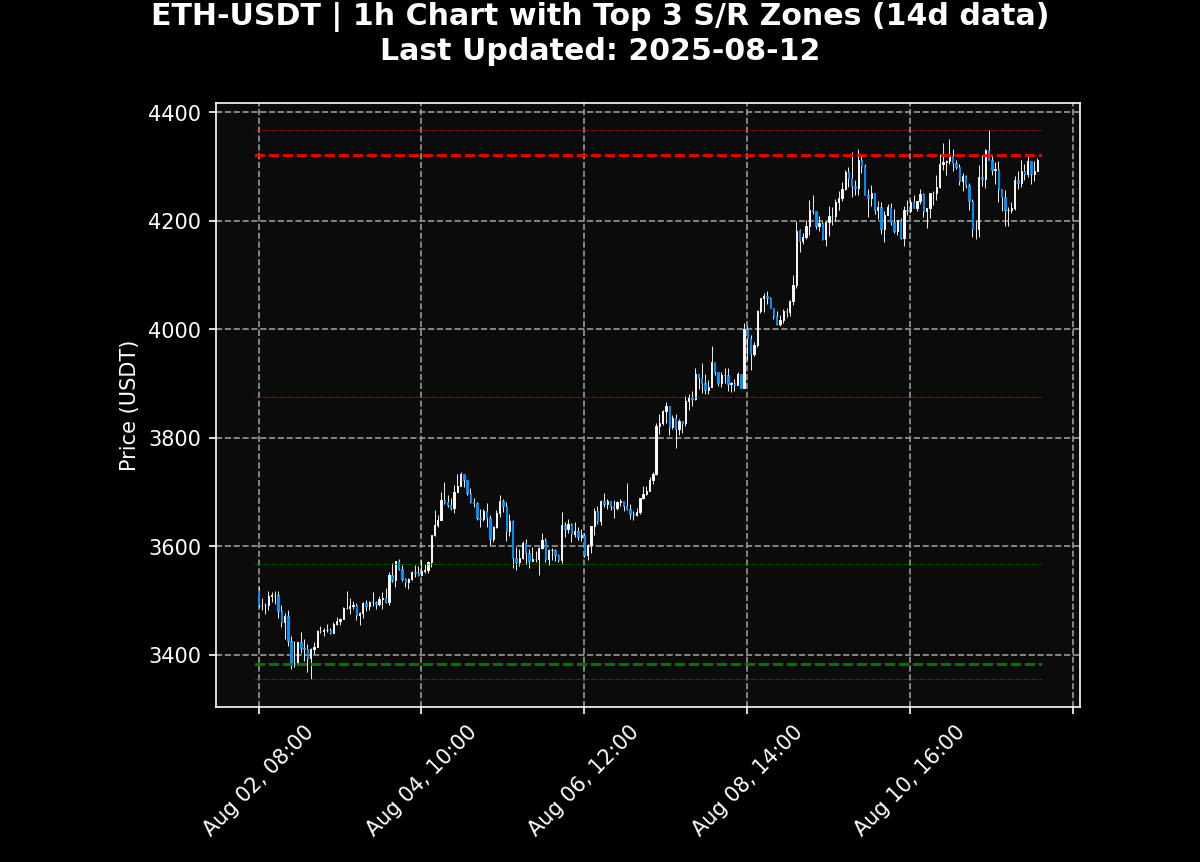 ETH-USDT | 1h Chart with Top 3 S/R Zones (14d data)
Last Updated: 2025-08-12
Price (USDT)
4400
4200
4000
3800
3600
3400
Aug 02, 08:00
Aug 04, 10:00
Aug 06, 12:00
Aug 08, 14:00
Aug 10, 16:00